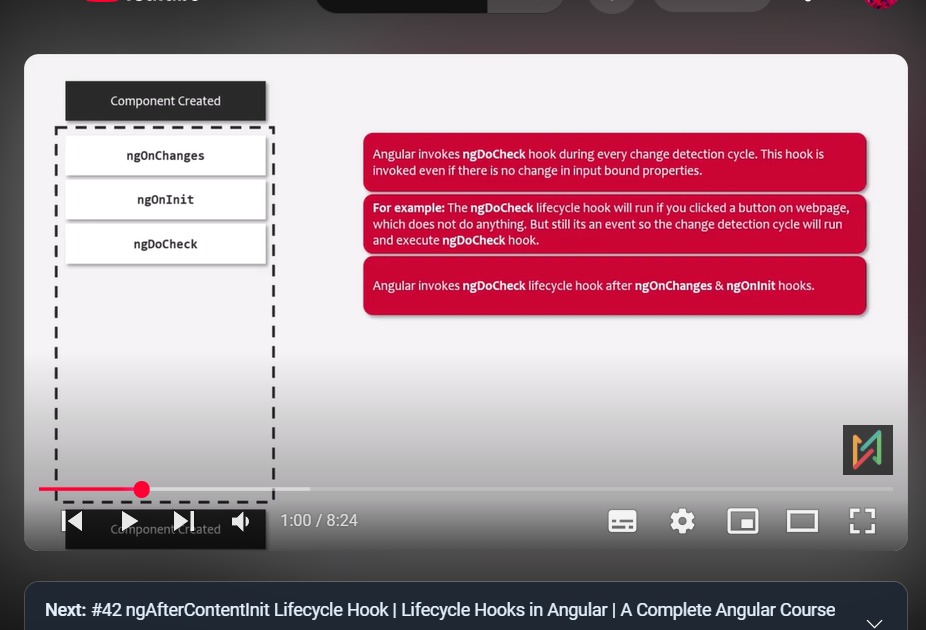 Component Created
ngOnChanges
ngOnInit
ngDoCheck
Angular invokes ngDoCheck hook during every change detection cycle. This hook is
invoked even if there is no change in input bound properties.
For example: The ngDoCheck lifecycle hook will run if you clicked a button on webpage,
which does not do anything. But still its an event so the change detection cycle will run
and execute ngDoCheck hook.
Angular invokes ngDoCheck lifecycle hook after ngOnChanges & ngOnInit hooks.
Component Created
1:00 / 8:24
Next: #42 ngAfterContentInit Lifecycle Hook | Lifecycle Hooks in Angular | A Complete Angular Course